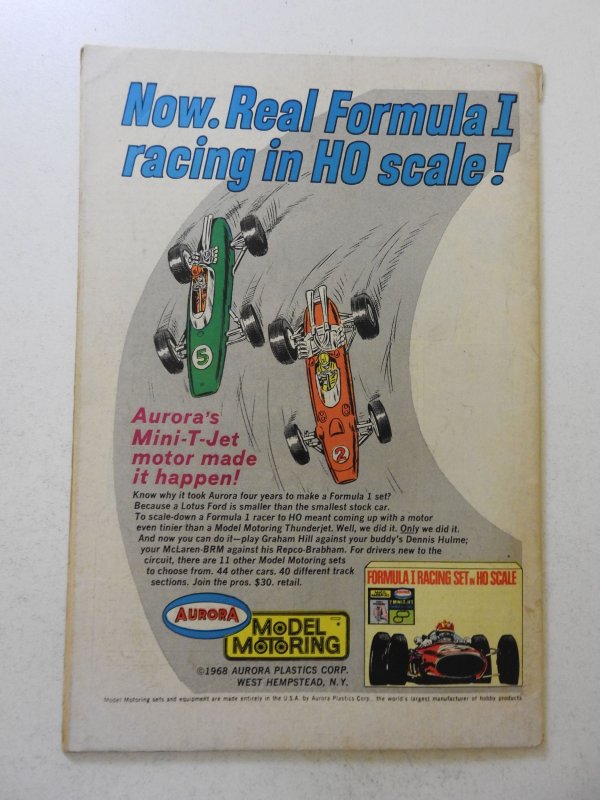 Now. Real Formula I
racing in HO scale!
5
2
Aurora's
Mini-T-Jet
motor made
it happen!
Know why it took Aurora four years to make a Formula 1 set?
Because a Lotus Ford is smaller than the smallest stock car.
To scale-down a Formula 1 racer to HO meant coming up with a motor
even tinier than a Model Motoring Thunderjet. Well, we did it. Only we did it.
And now you can do it—play Graham Hill against your buddy's Dennis Hulme;
your McLaren-BRM against his Repco-Brabham. For drivers new to the
circuit, there are 11 other Model Motoring sets
to choose from. 44 other cars. 40 different track
sections. Join the pros. $30. retail.
FORMULA I RACING SET IN HO SCALE
AURORA
MODEL
MOTORING
©1968 AURORA PLASTICS CORP.
WEST HEMPSTEAD, N.Y.
Model Motoring sets and equipment are made entirely in the U.S.A. by Aurora Plastics Corp., the world's largest manufacturer of hobby products